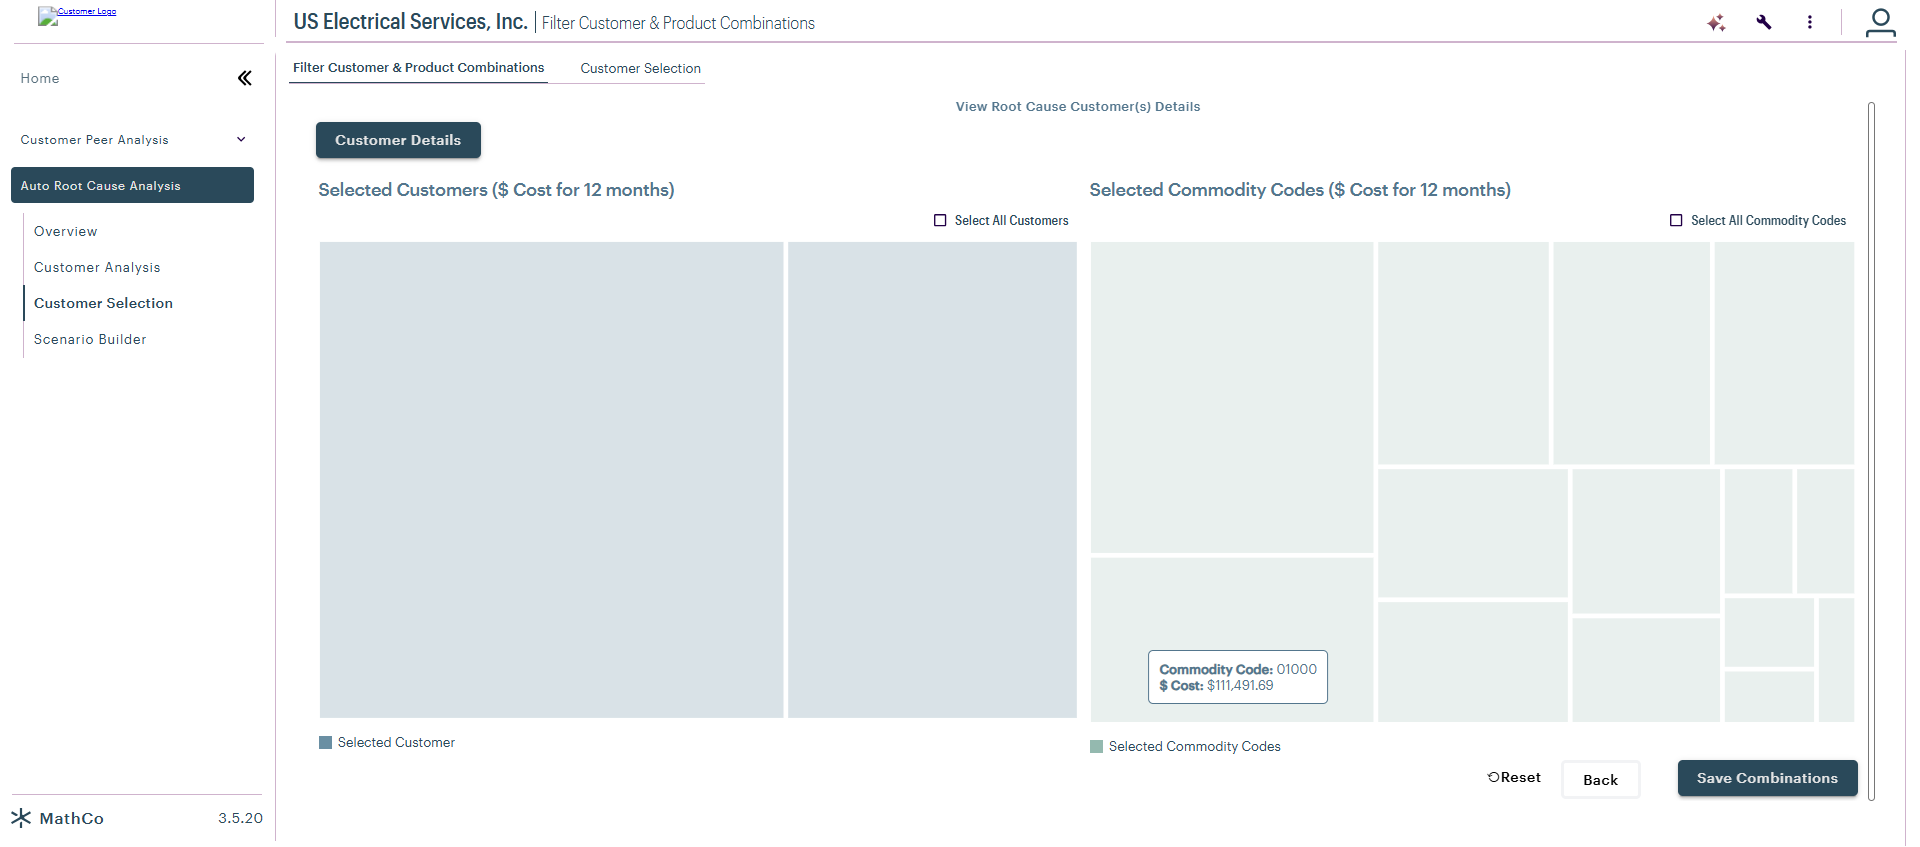 Customer Logo
US Electrical Services, Inc. | Filter Customer & Product Combinations
Home
Filter Customer & Product Combinations
Customer Selection
View Root Cause Customer(s) Details
Customer Peer Analysis
Customer Details
Auto Root Cause Analysis
Selected Customers ($ Cost for 12 months)
Selected Commodity Codes ($ Cost for 12 months)
Select All Customers
Select All Commodity Codes
Overview
Customer Analysis
Customer Selection
Scenario Builder
Commodity Code: 01000
$ Cost: $111,491.69
Selected Customer
Selected Commodity Codes
Reset
Back
Save Combinations
MathCo
3.5.20